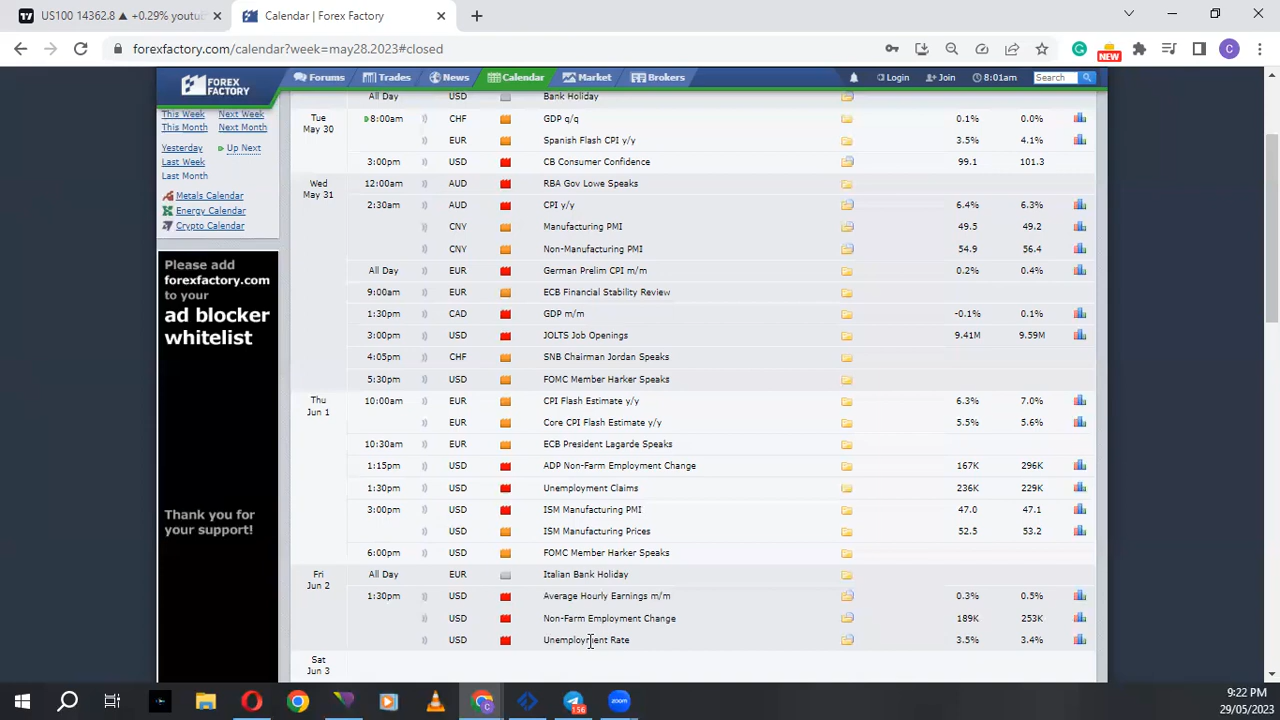 US100 14362.8 ▲ +0.29% youtu
Calendar | Forex Factory
forexfactory.com/calendar?week=may28.2023#closed
NEW
C
FOREX
FACTORY
Forums
Trades
News
Calendar
Market
Brokers
Login
Join
8:01am
Search
This Week
Next Week
This Month
Next Month
Yesterday
Up Next
Last Week
Last Month
Metals Calendar
Energy Calendar
Crypto Calendar
Please add
forexfactory.com
to your
ad blocker
whitelist
Thank you for
your support!
All Day USD Bank Holiday
Tue May 30 8:00am CHF GDP q/q 0.1% 0.0%
EUR Spanish Flash CPI y/y 3.5% 4.1%
3:00pm USD CB Consumer Confidence 99.1 101.3
Wed May 31 12:00am AUD RBA Gov Lowe Speaks
2:30am AUD CPI y/y 6.4% 6.3%
CNY Manufacturing PMI 49.5 49.2
CNY Non-Manufacturing PMI 54.9 56.4
All Day EUR German Prelim CPI m/m 0.2% 0.4%
9:00am EUR ECB Financial Stability Review
1:30pm CAD GDP m/m -0.1% 0.1%
3:00pm USD JOLTS Job Openings 9.41M 9.59M
4:05pm CHF SNB Chairman Jordan Speaks
5:30pm USD FOMC Member Harker Speaks
Thu Jun 1 10:00am EUR CPI Flash Estimate y/y 6.3% 7.0%
EUR Core CPI Flash Estimate y/y 5.5% 5.6%
10:30am EUR ECB President Lagarde Speaks
1:15pm USD ADP Non-Farm Employment Change 167K 296K
1:30pm USD Unemployment Claims 236K 229K
3:00pm USD ISM Manufacturing PMI 47.0 47.1
USD ISM Manufacturing Prices 52.5 53.2
6:00pm USD FOMC Member Harker Speaks
Fri Jun 2 All Day EUR Italian Bank Holiday
1:30pm USD Average Hourly Earnings m/m 0.3% 0.5%
USD Non-Farm Employment Change 189K 253K
USD Unemployment Rate 3.5% 3.4%
Sat Jun 3
C
156
zoom
9:22 PM
29/05/2023